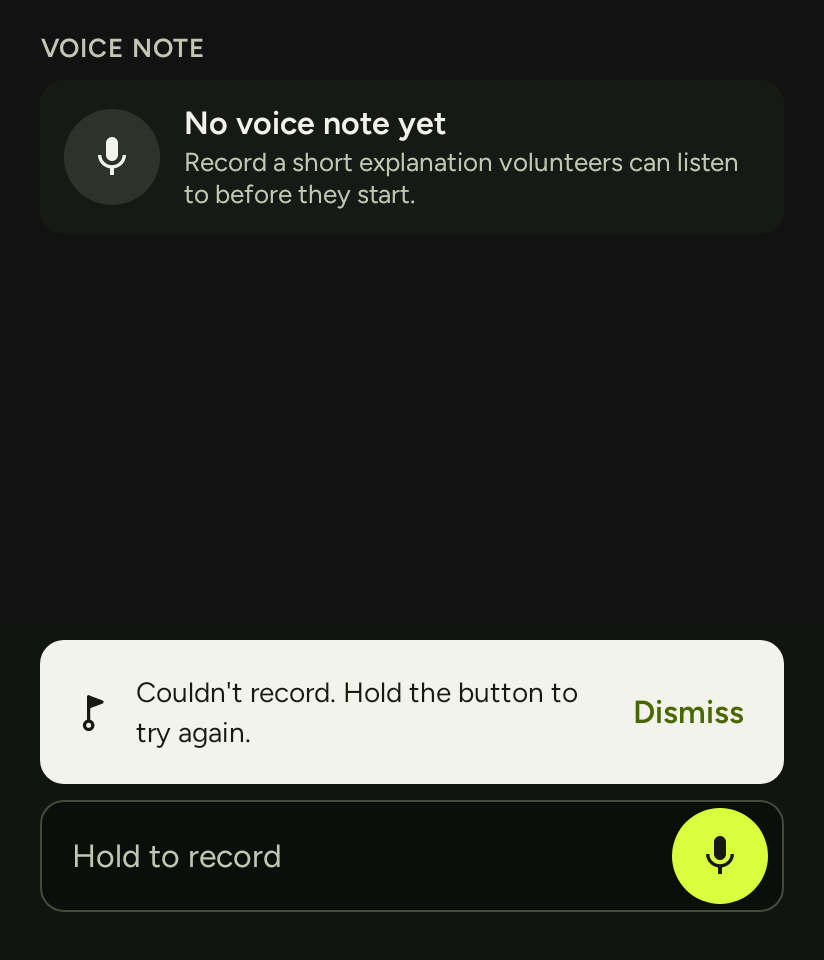 VOICE NOTE
No voice note yet
Record a short explanation volunteers can listen
to before they start.
Couldn't record. Hold the button to
try again.
Dismiss
Hold to record